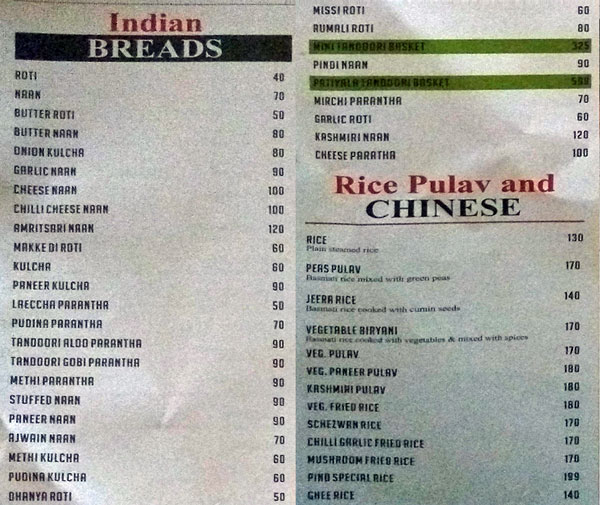 Indian
BREADS
ROTI 40
NAAN 70
BUTTER ROTI 50
BUTTER NAAN 80
ONION KULCHA 80
GARLIC NAAN 90
CHEESE NAAN 100
CHILLI CHEESE NAAN 100
AMRITSARI NAAN 120
MAKKE DI ROTI 60
KULCHA 60
PANEER KULCHA 90
LAECCHA PARANTHA 50
PUDINA PARANTHA 70
TANDOORI ALOO PARANTHA 90
TANDOORI GOBI PARANTHA 90
METHI PARANTHA 90
STUFFED NAAN 90
PANEER NAAN 90
AJWAIN NAAN 70
METHI KULCHA 60
PUDINA KULCHA 60
DHANYA ROTI 50
MISSI ROTI 60
RUMALI ROTI 80
MINI TANDOORI BASKET 325
PINDI NAAN 90
PATIYALA TANDOORI BASKET 599
MIRCHI PARANTHA 70
GARLIC ROTI 60
KASHMIRI NAAN 120
CHEESE PARATHA 100
Rice Pulav and
CHINESE
RICE 130
Plain steamed rice
PEAS PULAV 170
Basmati rice mixed with green peas
JEERA RICE 140
Basmati rice cooked with cumin seeds
VEGETABLE BIRYANI 170
Basmati rice cooked with vegetables & mixed with spices
VEG. PULAV 170
VEG. PANEER PULAV 180
KASHMIRI PULAV 180
VEG. FRIED RICE 180
SCHEZWAN RICE 170
CHILLI GARLIC FRIED RICE 170
MUSHROOM FRIED RICE 170
PIND SPECIAL RICE 199
GHEE RICE 140